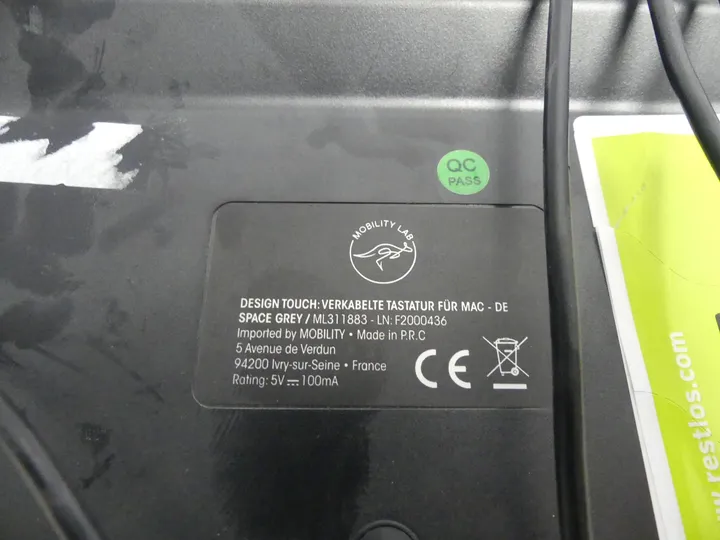 QC
PASS
MOBILITY LAB
DESIGN TOUCH: VERKABELTE TASTATUR FÜR MAC - DE
SPACE GREY / ML311883 - LN: F2000436
Imported by MOBILITY • Made in P.R.C
5 Avenue de Verdun
94200 Ivry-sur-Seine • France
Rating: 5V⎓100mA
CE
restlos.com